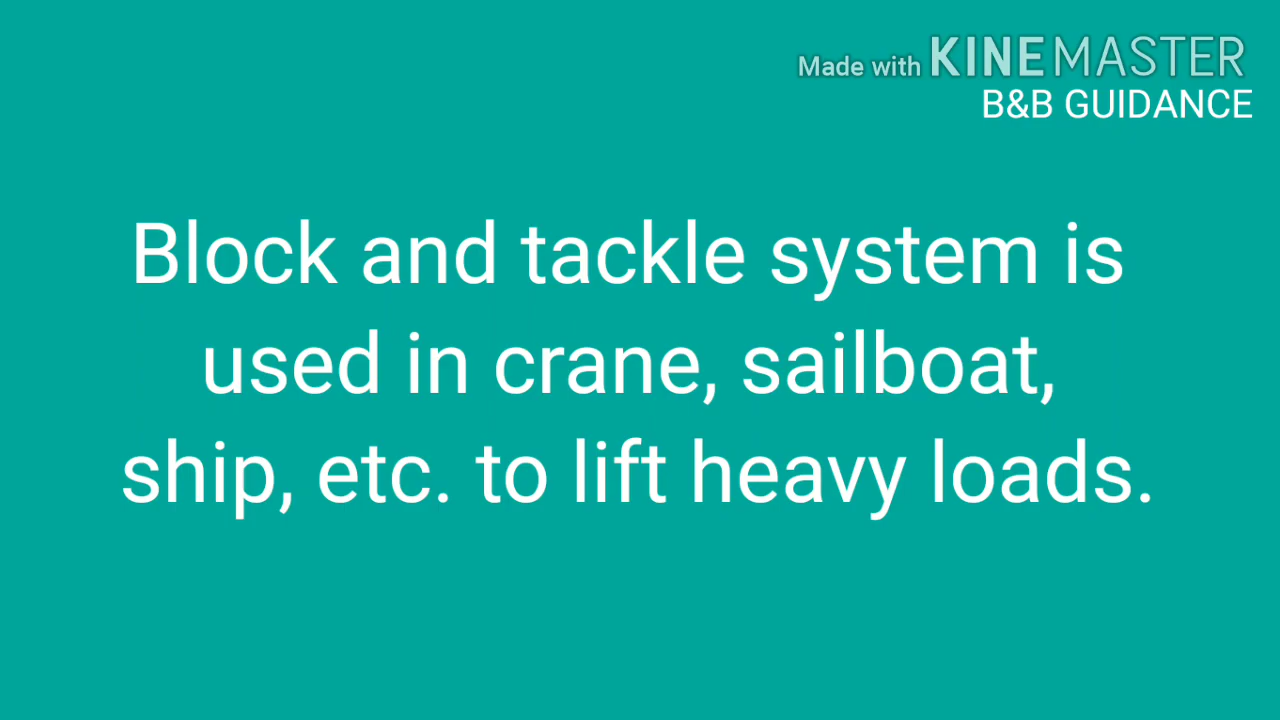 Made with KINEMASTER
B&B GUIDANCE
Block and tackle system is
used in crane, sailboat,
ship, etc. to lift heavy loads.